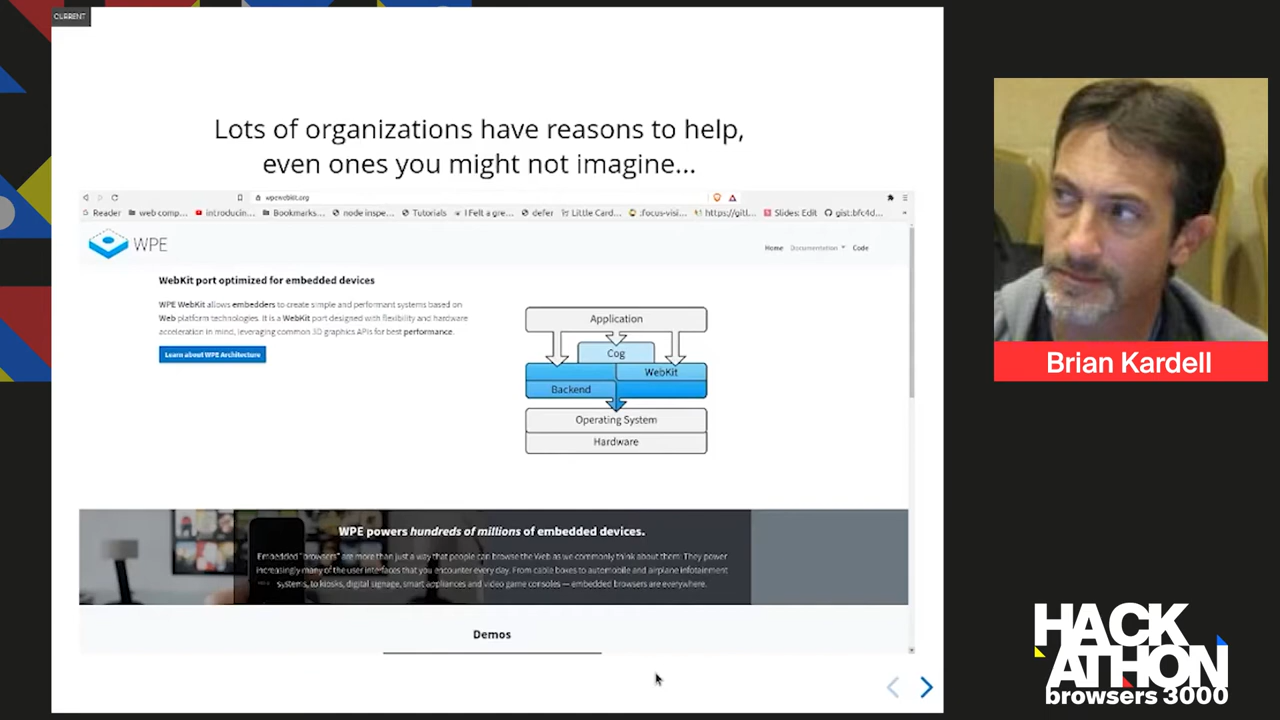 CURRENT
Lots of organizations have reasons to help,
even ones you might not imagine...
wpewebkit.org
Reader web comp... introducin... Bookmarks... node inspe... Tutorials I Felt a gre... defer Little Card... :focus-visi... https://gitl... Slides: Edit gist:bfc4d...
WPE
Home Documentation Code
WebKit port optimized for embedded devices
WPE WebKit allows embedders to create simple and performant systems based on
Web platform technologies. It is a WebKit port designed with flexibility and hardware
acceleration in mind, leveraging common 3D graphics APIs for best performance.
Learn about WPE Architecture
Application
Cog
WebKit
Backend
Operating System
Hardware
WPE powers hundreds of millions of embedded devices.
Embedded "browsers" are more than just a way that people can browse the Web as we commonly think about them: They power
increasingly many of the user interfaces that you encounter every day. From cable boxes to automobile and airplane infotainment
systems, to kiosks, digital signage, smart appliances and video game consoles — embedded browsers are everywhere.
Demos
Brian Kardell
HACK
ATHON
browsers 3000